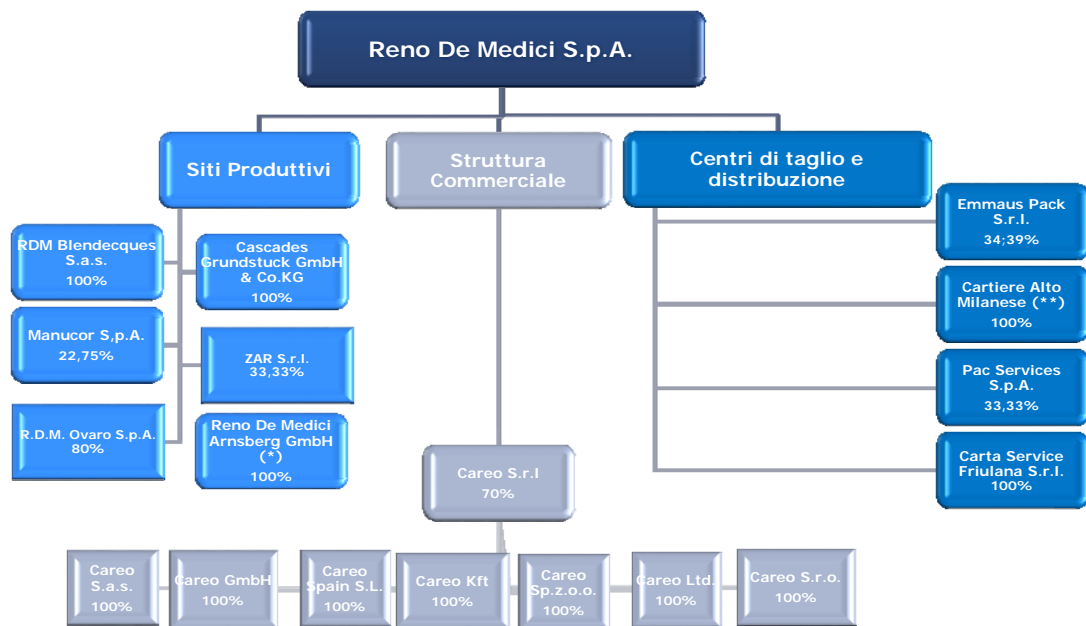 Reno De Medici S.p.A.
Siti Produttivi
Struttura
Commerciale
Centri di taglio e
distribuzione
RDM Blendecques
S.a.s.
100%
Cascades
Grundstuck GmbH
& Co.KG
100%
Manucor S,p.A.
22,75%
ZAR S.r.l.
33,33%
R.D.M. Ovaro S.p.A.
80%
Reno De Medici
Arnsberg GmbH
(*)
100%
Emmaus Pack
S.r.l.
34;39%
Cartiere Alto
Milanese (**)
100%
Pac Services
S.p.A.
33,33%
Carta Service
Friulana S.r.l.
100%
Careo S.r.l
70%
Careo
S.a.s.
100%
Careo GmbH
100%
Careo
Spain S.L.
100%
Careo Kft
100%
Careo
Sp.z.o.o.
100%
Careo Ltd.
100%
Careo S.r.o.
100%